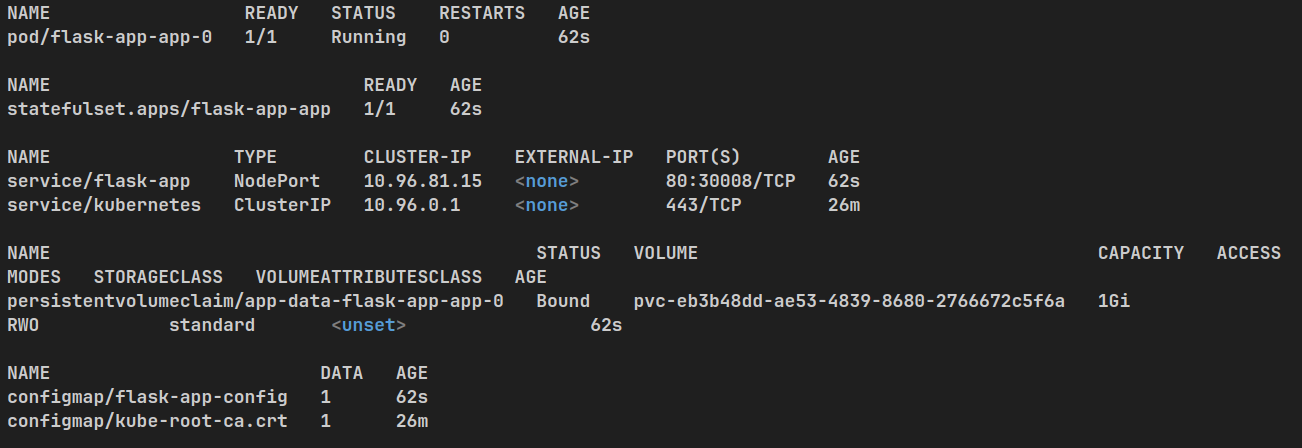 NAME                  READY   STATUS    RESTARTS   AGE
pod/flask-app-app-0   1/1     Running   0          62s

NAME                             READY   AGE
statefulset.apps/flask-app-app   1/1     62s

NAME                 TYPE        CLUSTER-IP    EXTERNAL-IP   PORT(S)        AGE
service/flask-app    NodePort    10.96.81.15   <none>        80:30008/TCP   62s
service/kubernetes   ClusterIP   10.96.0.1     <none>        443/TCP        26m

NAME                                             STATUS   VOLUME                                     CAPACITY   ACCESS
MODES   STORAGECLASS   VOLUMEATTRIBUTESCLASS   AGE
persistentvolumeclaim/app-data-flask-app-app-0   Bound    pvc-eb3b48dd-ae53-4839-8680-2766672c5f6a   1Gi
RWO            standard       <unset>                 62s

NAME                         DATA   AGE
configmap/flask-app-config   1      62s
configmap/kube-root-ca.crt   1      26m